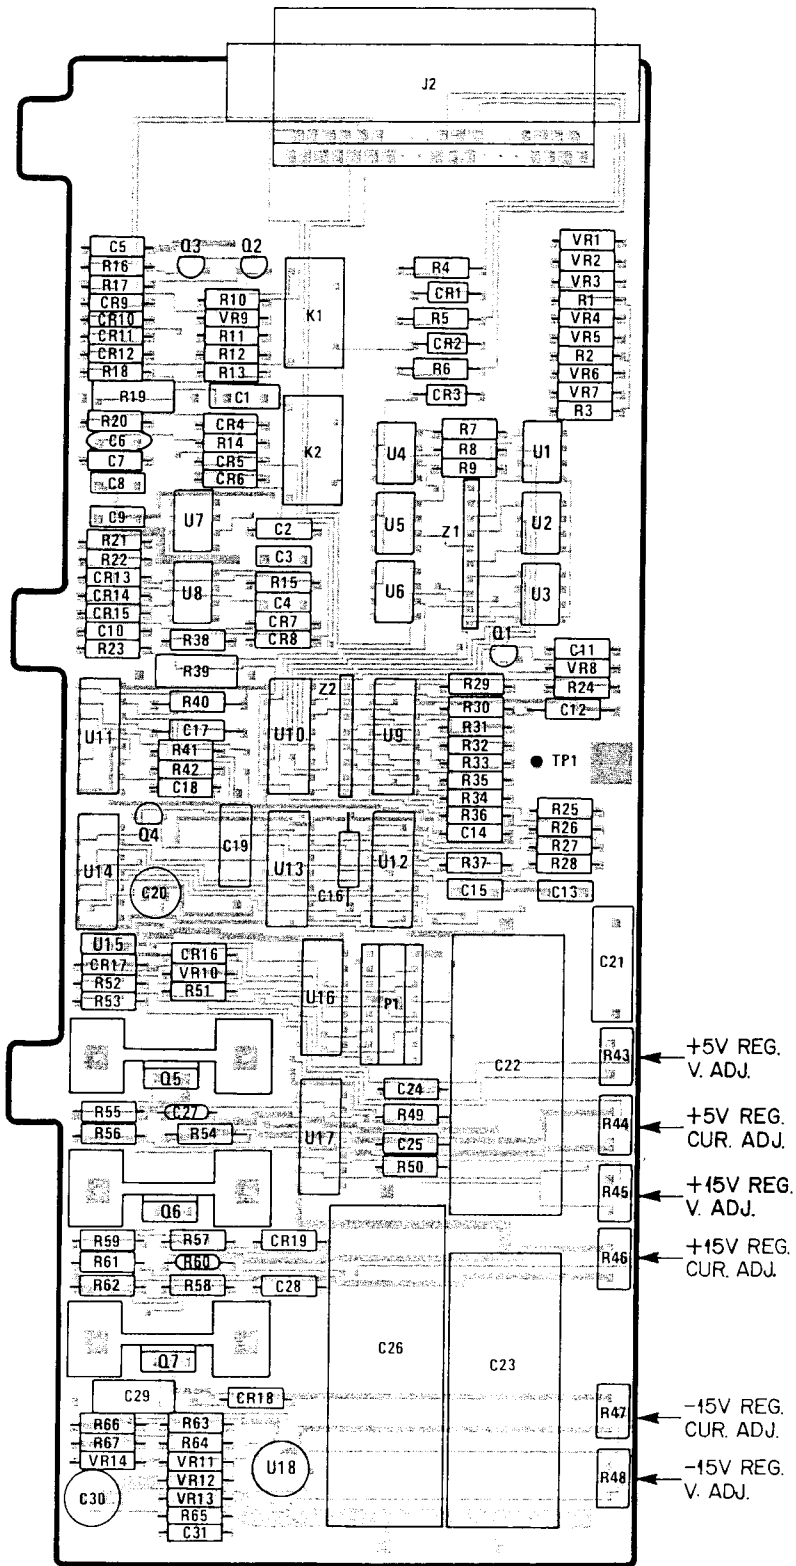 J2
C5 Q3 Q2 VR1
R16 R4 VR2
R17 CR1 VR3
CR9 R10 K1 R1
CR10 VR9 R5 VR4
CR11 R11 CR2 VR5
CR12 R12 R2
R18 R13 R6 VR6
R19 C1 CR3 VR7
R3
R20 CR4 R7
C6 R14 K2 U4 R8 U1
C7 CR5 R9
C8 CR6
C9 U7 C2 U5 Z1 U2
R21
R22 C3
CR13 R15
CR14 U8 C4 U6 U3
CR15 CR7
C10 R38 CR8 Q1
R23 C11
R39 VR8
R40 Z2 R29 R24
R30 C12
U11 C17 U10 U9 R31
R41 R32
R42 R33 TP1
C18 R35
R34
R36 R25
Q4 C19 C14 R26
R27
U14 U13 U12 R37 R28
C20 C16 C15 C13
U15 CR16 C21
CR17 VR10
R52 R51 U16 P1
R53
R43 +5V REG.
V. ADJ.
Q5 C22
C24
R55 C27 R49 R44 +5V REG.
CUR. ADJ.
R56 R54 U17 C25
R50
R45 +15V REG.
V. ADJ.
Q6
R59 R57 CR19 R46 +15V REG.
CUR. ADJ.
R61 R60
R62 R58 C28
Q7 C26 C23
C29 CR18 R47 -15V REG.
CUR. ADJ.
R66 R63
R67 R64
VR14 VR11 U18 R48 -15V REG.
V. ADJ.
VR12
C30 VR13
R65
C31